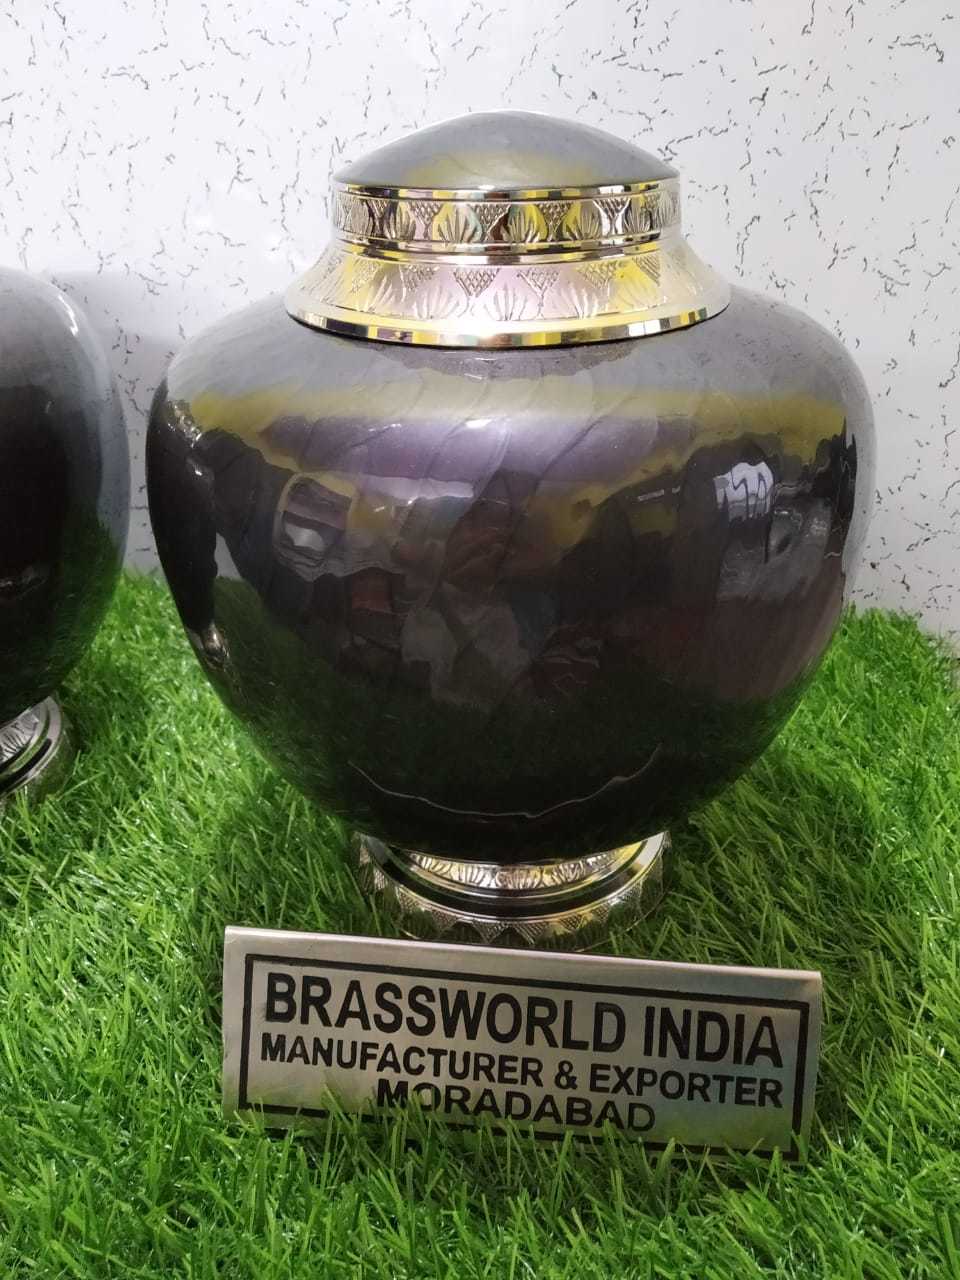 BRASSWORLD INDIA
MANUFACTURER & EXPORTER
MORADABAD